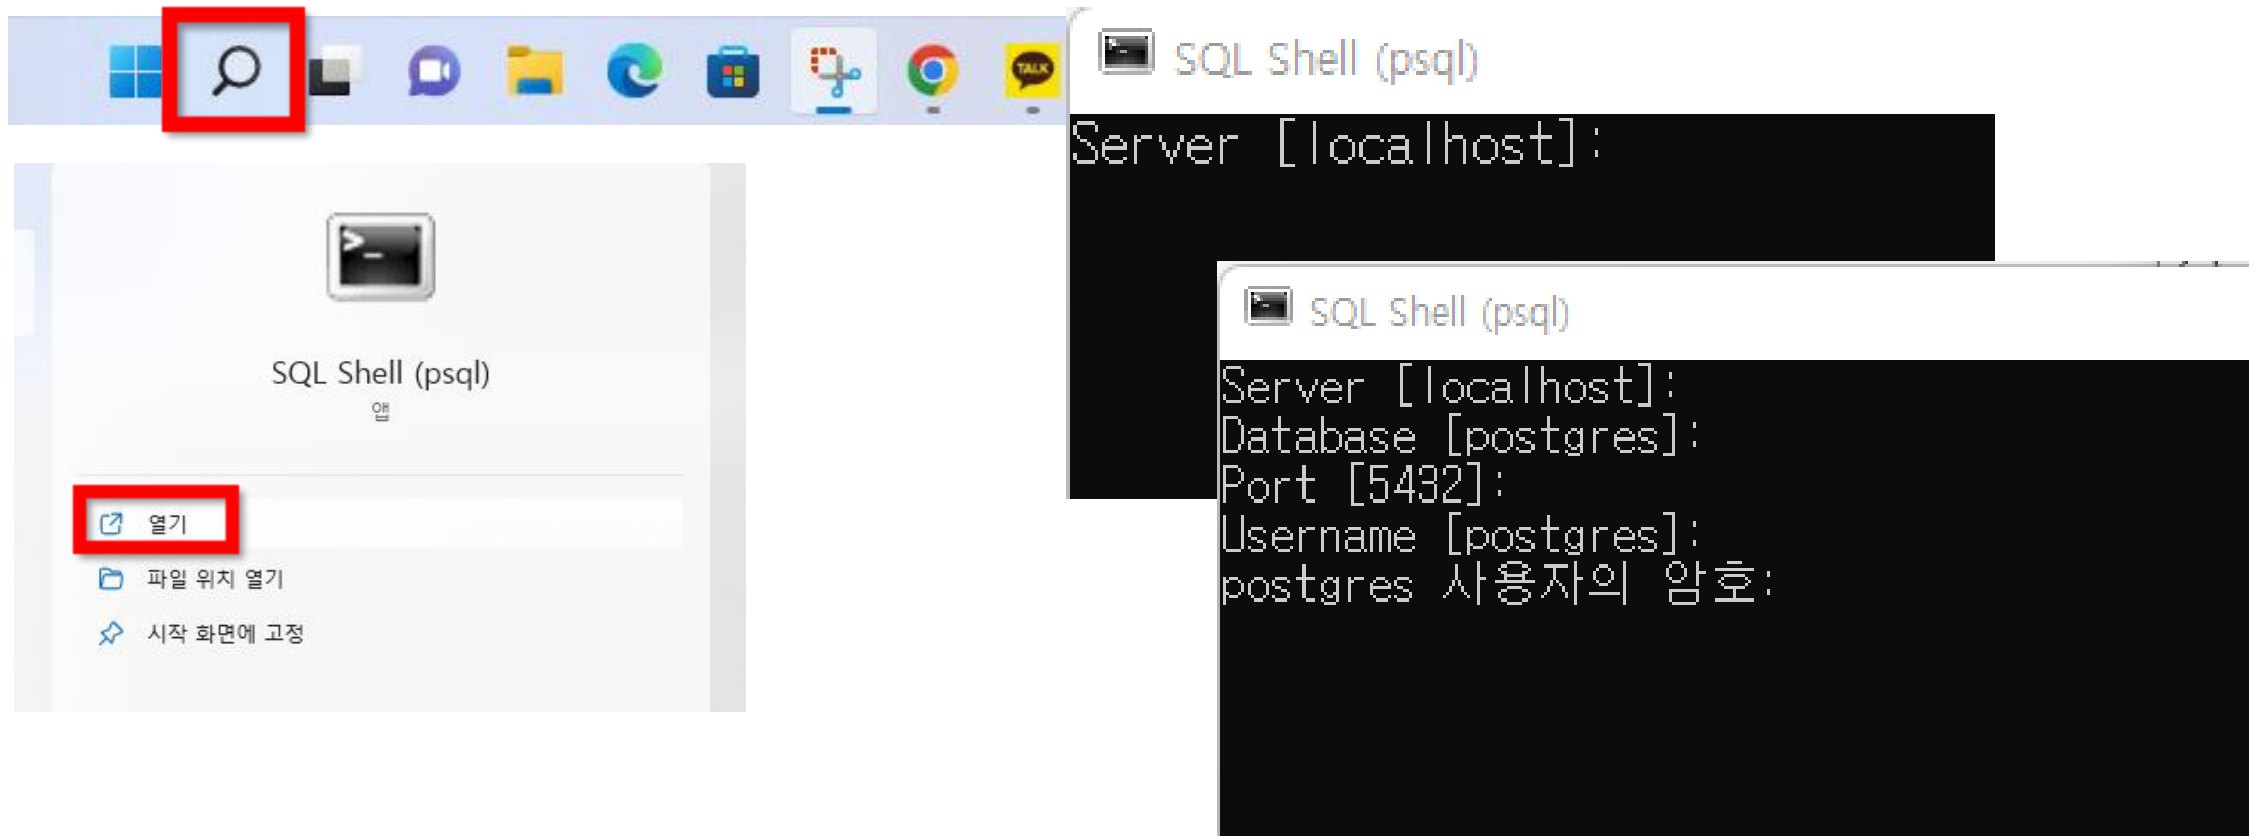 TALK
SQL Shell (psql)
앱
열기
파일 위치 열기
시작 화면에 고정
SQL Shell (psql)
Server [localhost]:
SQL Shell (psql)
Server [localhost]:
Database [postgres]:
Port [5432]:
Username [postgres]:
postgres 사용자의 암호: